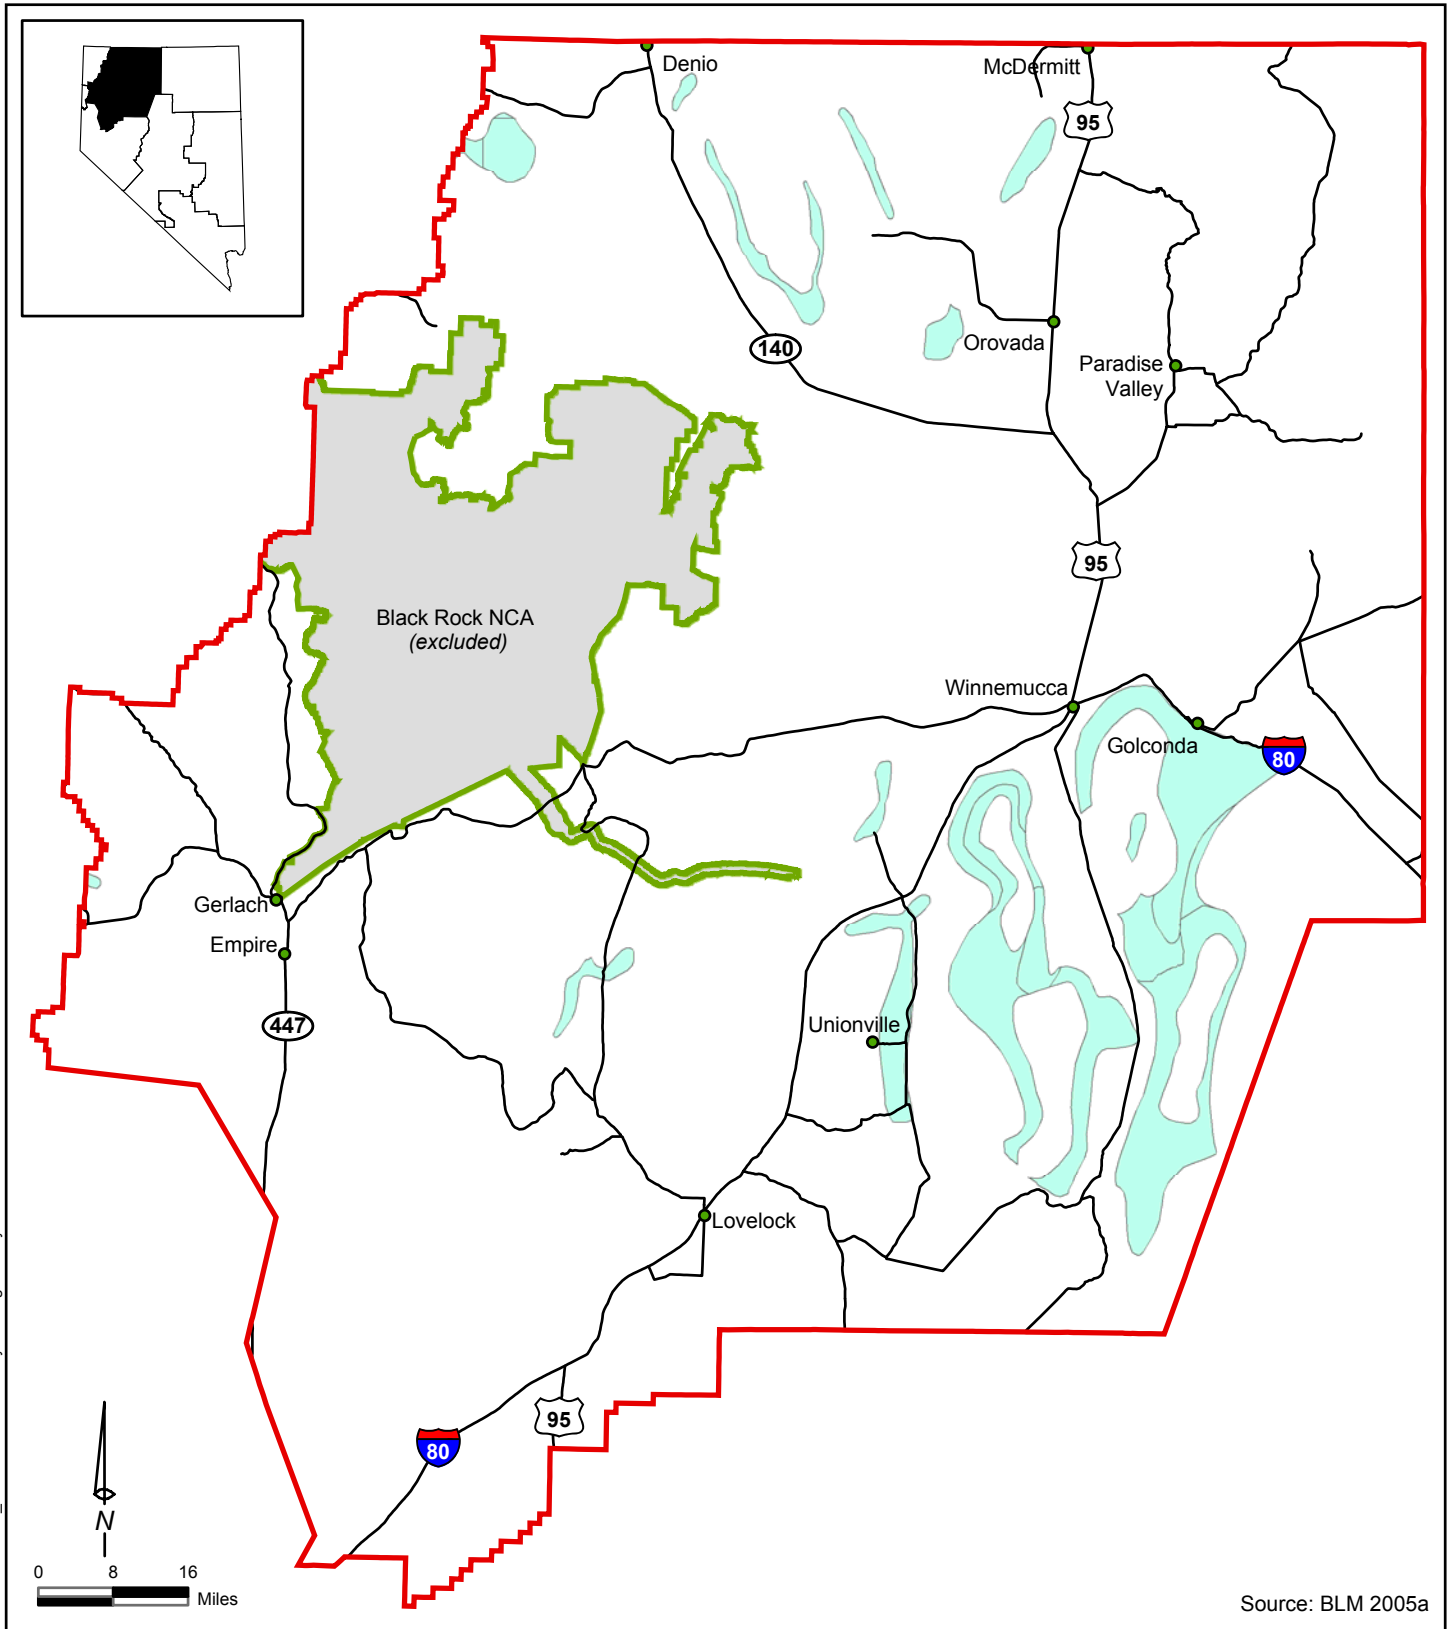 Denio
McDermitt
95
140
Orovada
Paradise
Valley
95
Black Rock NCA
(excluded)
Winnemucca
Golconda
80
Gerlach
Empire
447
Unionville
Lovelock
95
80
N
0 8 16
Miles
Source: BLM 2005a